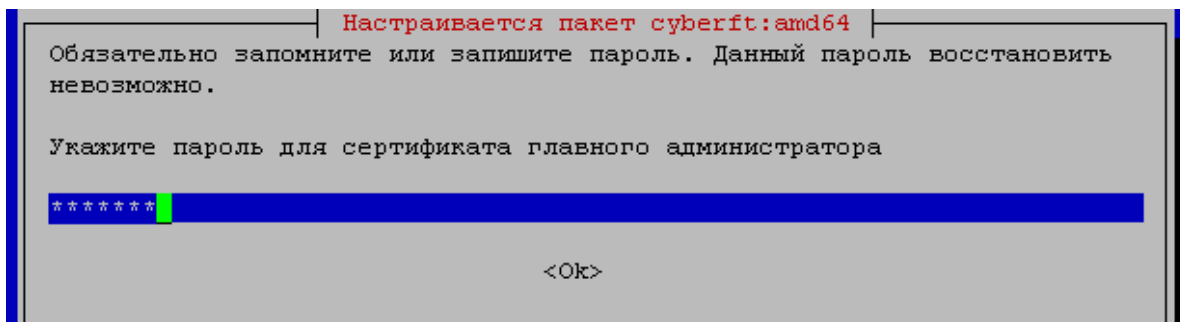 Настраивается пакет cyberft:amd64
Обязательно запомните или запишите пароль. Данный пароль восстановить
невозможно.
Укажите пароль для сертификата главного администратора
*******
<Ok>